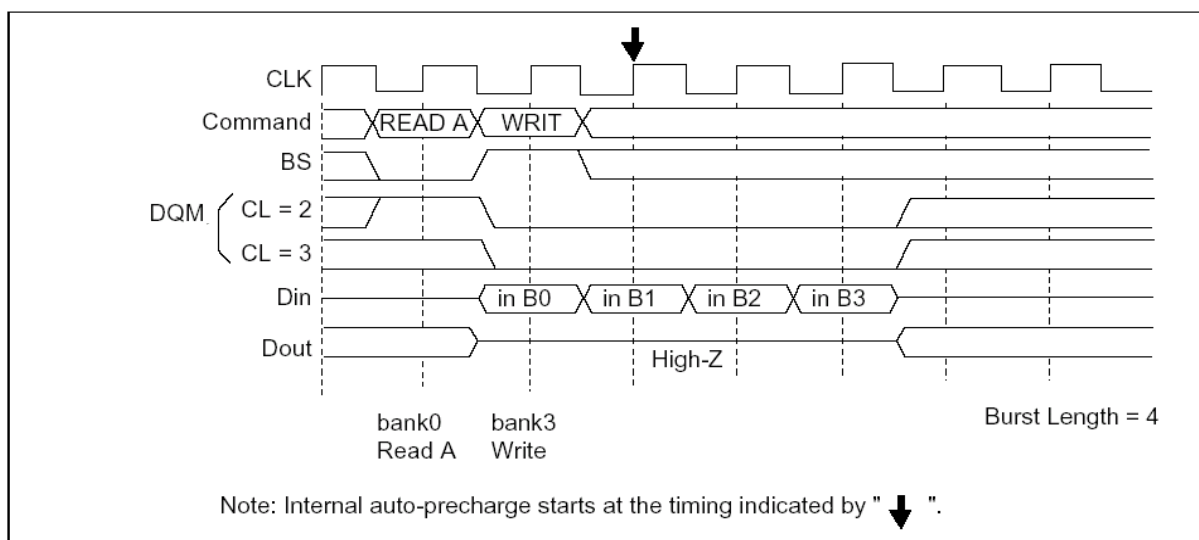 CLK
Command READ A WRIT
BS
DQM CL = 2
CL = 3
Din in B0 in B1 in B2 in B3
Dout High-Z
bank0 bank3 Burst Length = 4
Read A Write
Note: Internal auto-precharge starts at the timing indicated by " ".